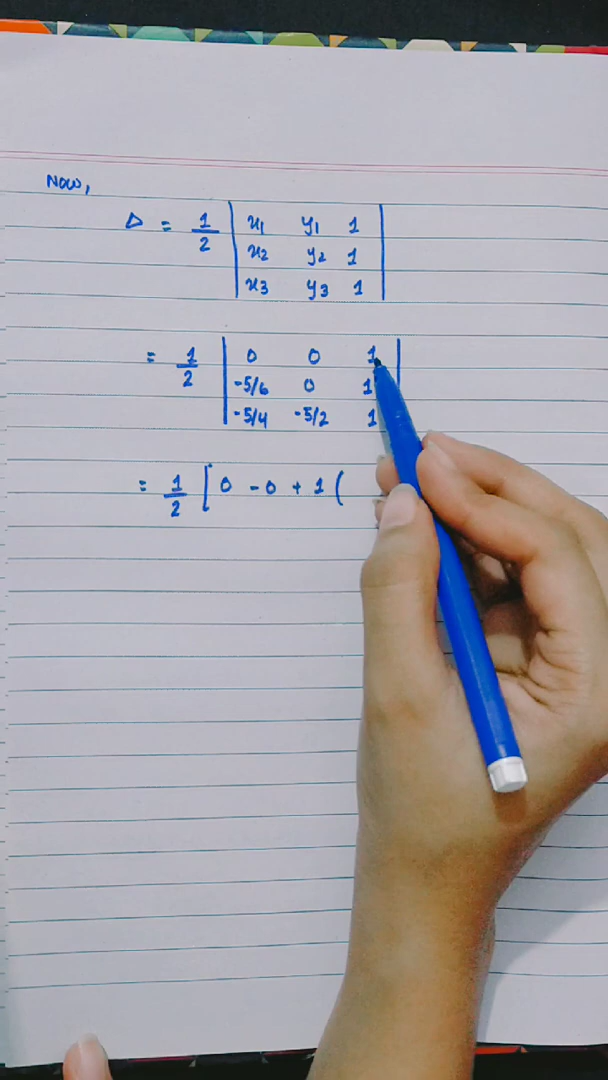 Now,
Δ = 1/2 | x1 y1 1 |
| x2 y2 1 |
| x3 y3 1 |
= 1/2 | 0 0 1 |
| -5/6 0 1 |
| -5/4 -5/2 1 |
= 1/2 [ 0 - 0 + 1 (